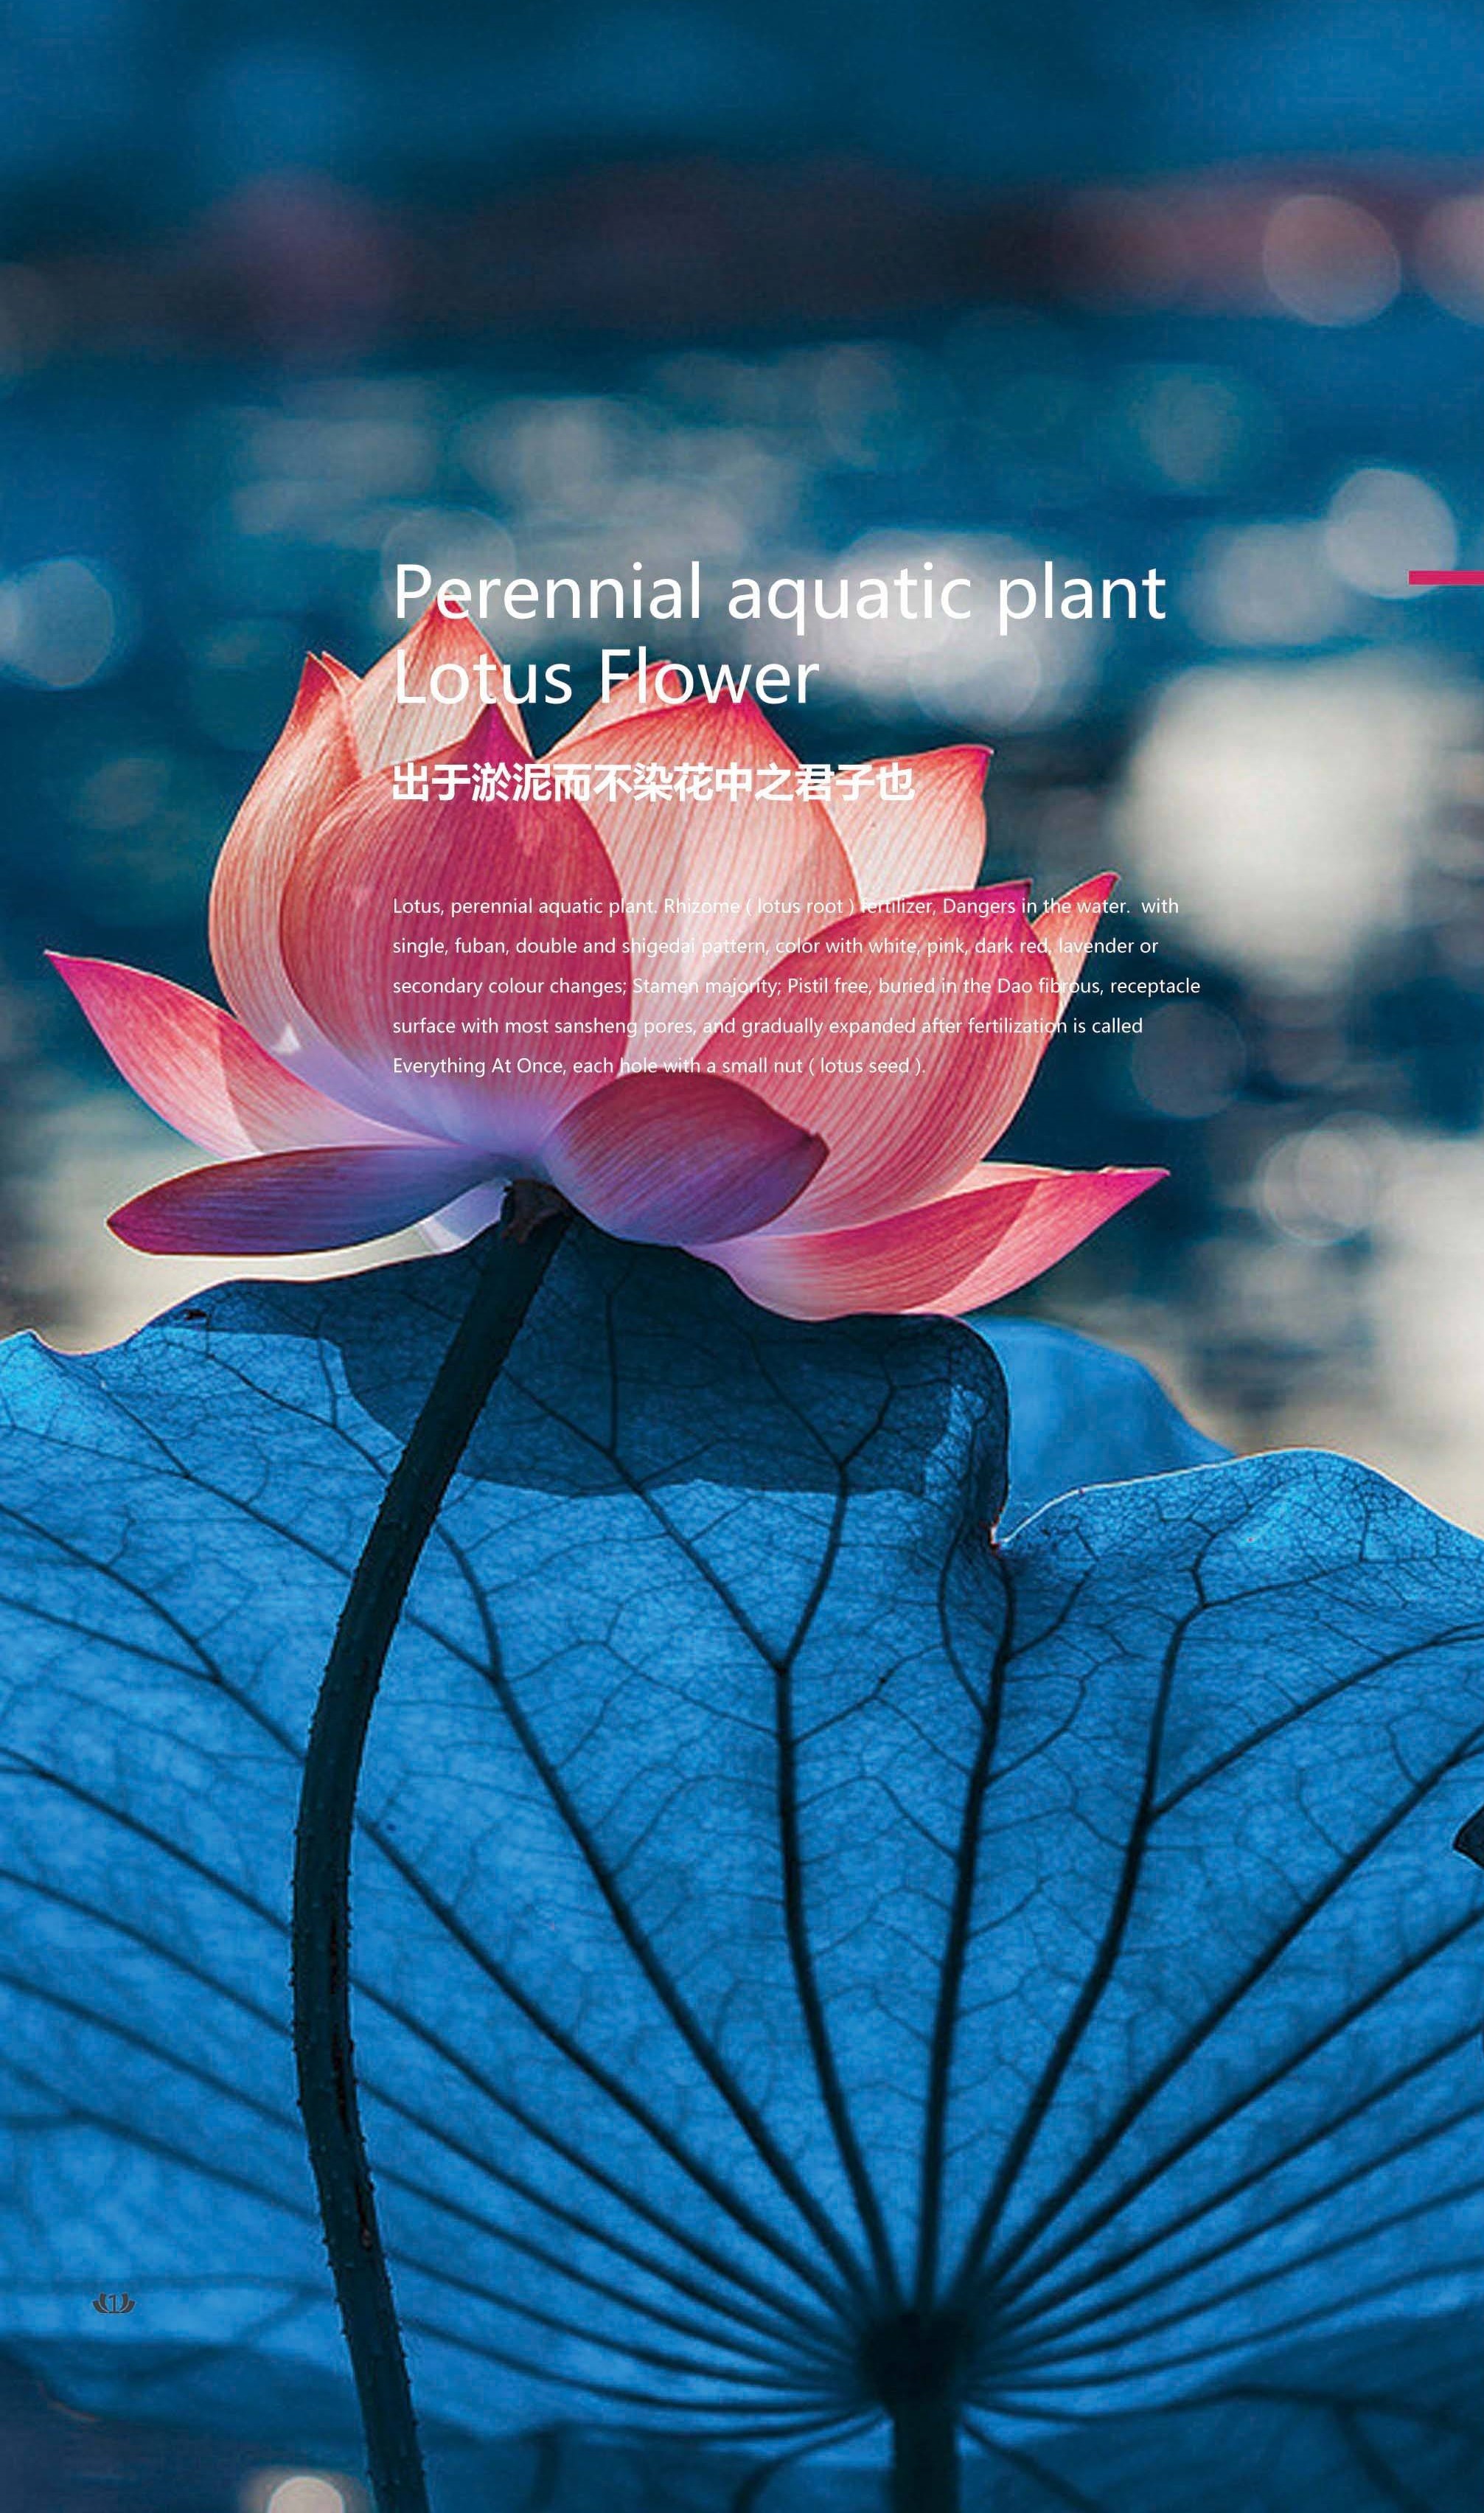 Perennial aquatic plant
Lotus Flower
出于淤泥而不染花中之君子也
Lotus, perennial aquatic plant. Rhizome ( lotus root ) fertilizer, Dangers in the water. with
single, fuban, double and shigedai pattern, color with white, pink, dark red, lavender or
secondary colour changes; Stamen majority; Pistil free, buried in the Dao fibrous, receptacle
surface with most sansheng pores, and gradually expanded after fertilization is called
Everything At Once, each hole with a small nut ( lotus seed ).
1